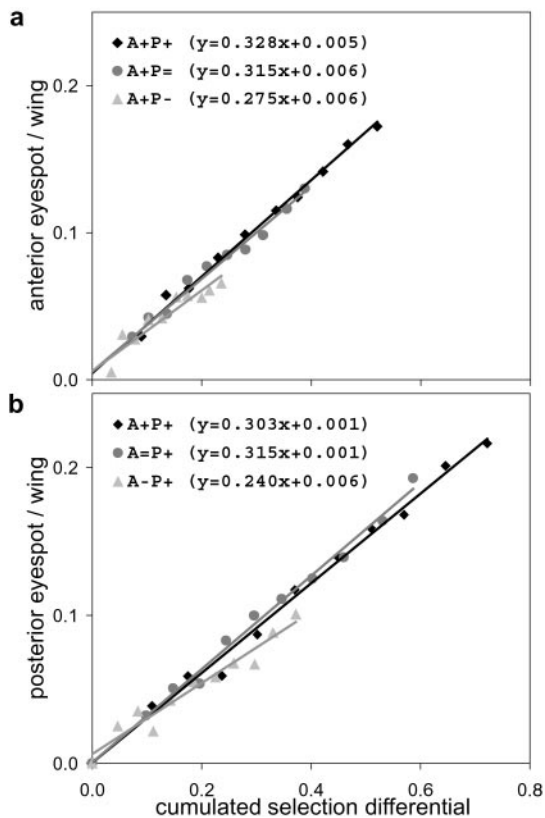 a
A+P+ (y=0.328x+0.005)
A+P= (y=0.315x+0.006)
A+P- (y=0.275x+0.006)
0.2
0.1
0.0
anterior eyespot / wing
b
A+P+ (y=0.303x+0.001)
A=P+ (y=0.315x+0.001)
A-P+ (y=0.240x+0.006)
0.2
0.1
0.0
posterior eyespot / wing
0.0 0.2 0.4 0.6 0.8
cumulated selection differential